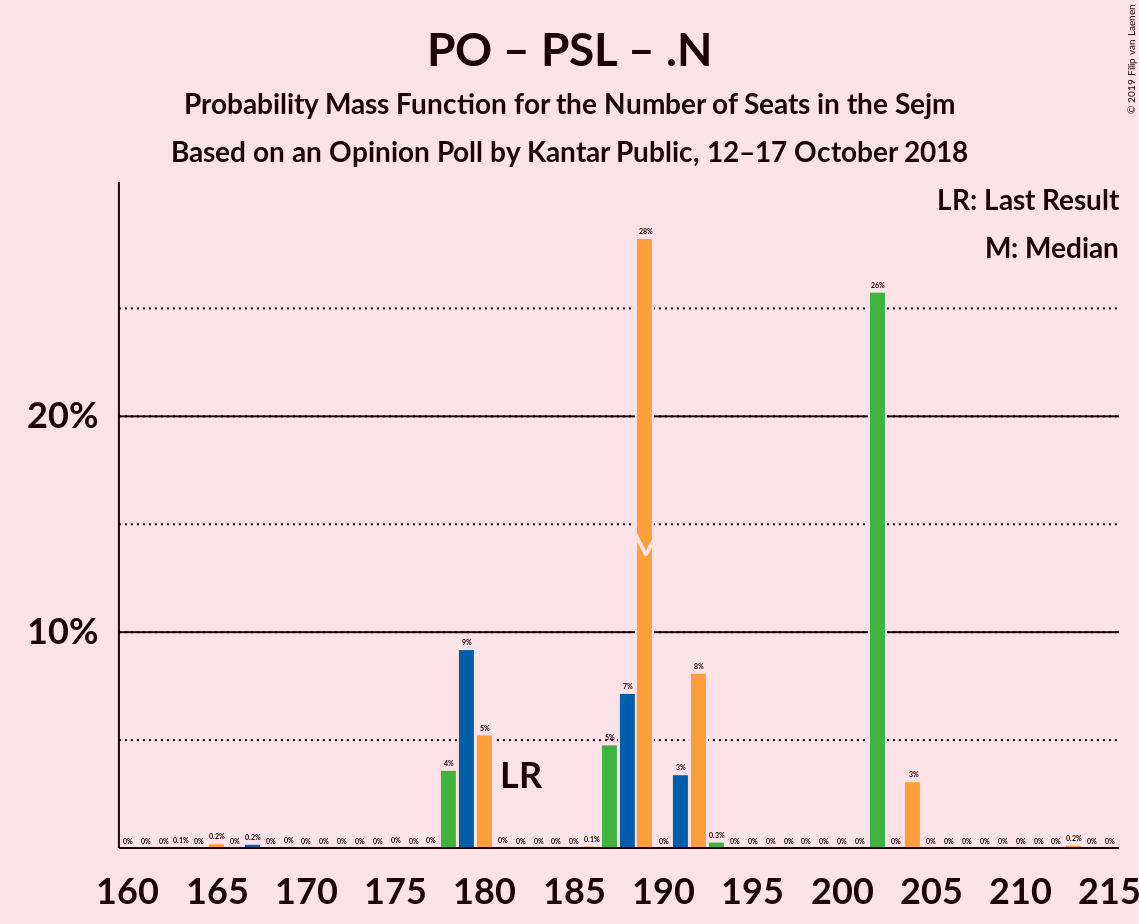 PO – PSL – .N
Probability Mass Function for the Number of Seats in the Sejm
Based on an Opinion Poll by Kantar Public, 12–17 October 2018
© 2019 Filip van Laenen
LR: Last Result
M: Median
28%
26%
20%
10%
9%
8%
7%
5%
5%
4%
3%
3%
LR
M
0% 0% 0% 0.1% 0% 0.2% 0% 0.2% 0% 0% 0% 0% 0% 0% 0% 0% 0% 0% 0% 0% 0% 0% 0% 0.1% 0% 0.3% 0% 0% 0% 0% 0% 0% 0% 0% 0% 0% 0% 0% 0% 0% 0% 0% 0% 0.2% 0% 0%
160 165 170 175 180 185 190 195 200 205 210 215